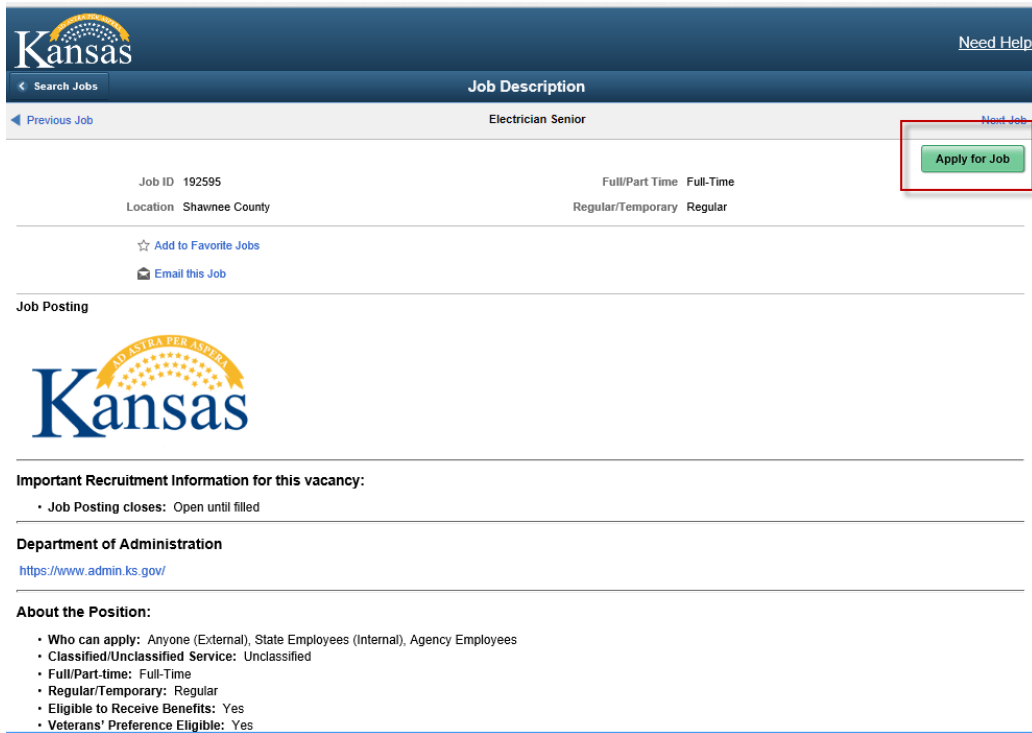 AD ASTRA PER ASPERA
Kansas
Need Help
Search Jobs
Job Description
Previous Job
Electrician Senior
Next Job
Apply for Job
Job ID 192595
Full/Part Time Full-Time
Location Shawnee County
Regular/Temporary Regular
Add to Favorite Jobs
Email this Job
Job Posting
AD ASTRA PER ASPERA
Kansas
Important Recruitment Information for this vacancy:
• Job Posting closes: Open until filled
Department of Administration
https://www.admin.ks.gov/
About the Position:
• Who can apply: Anyone (External), State Employees (Internal), Agency Employees
• Classified/Unclassified Service: Unclassified
• Full/Part-time: Full-Time
• Regular/Temporary: Regular
• Eligible to Receive Benefits: Yes
• Veterans' Preference Eligible: Yes